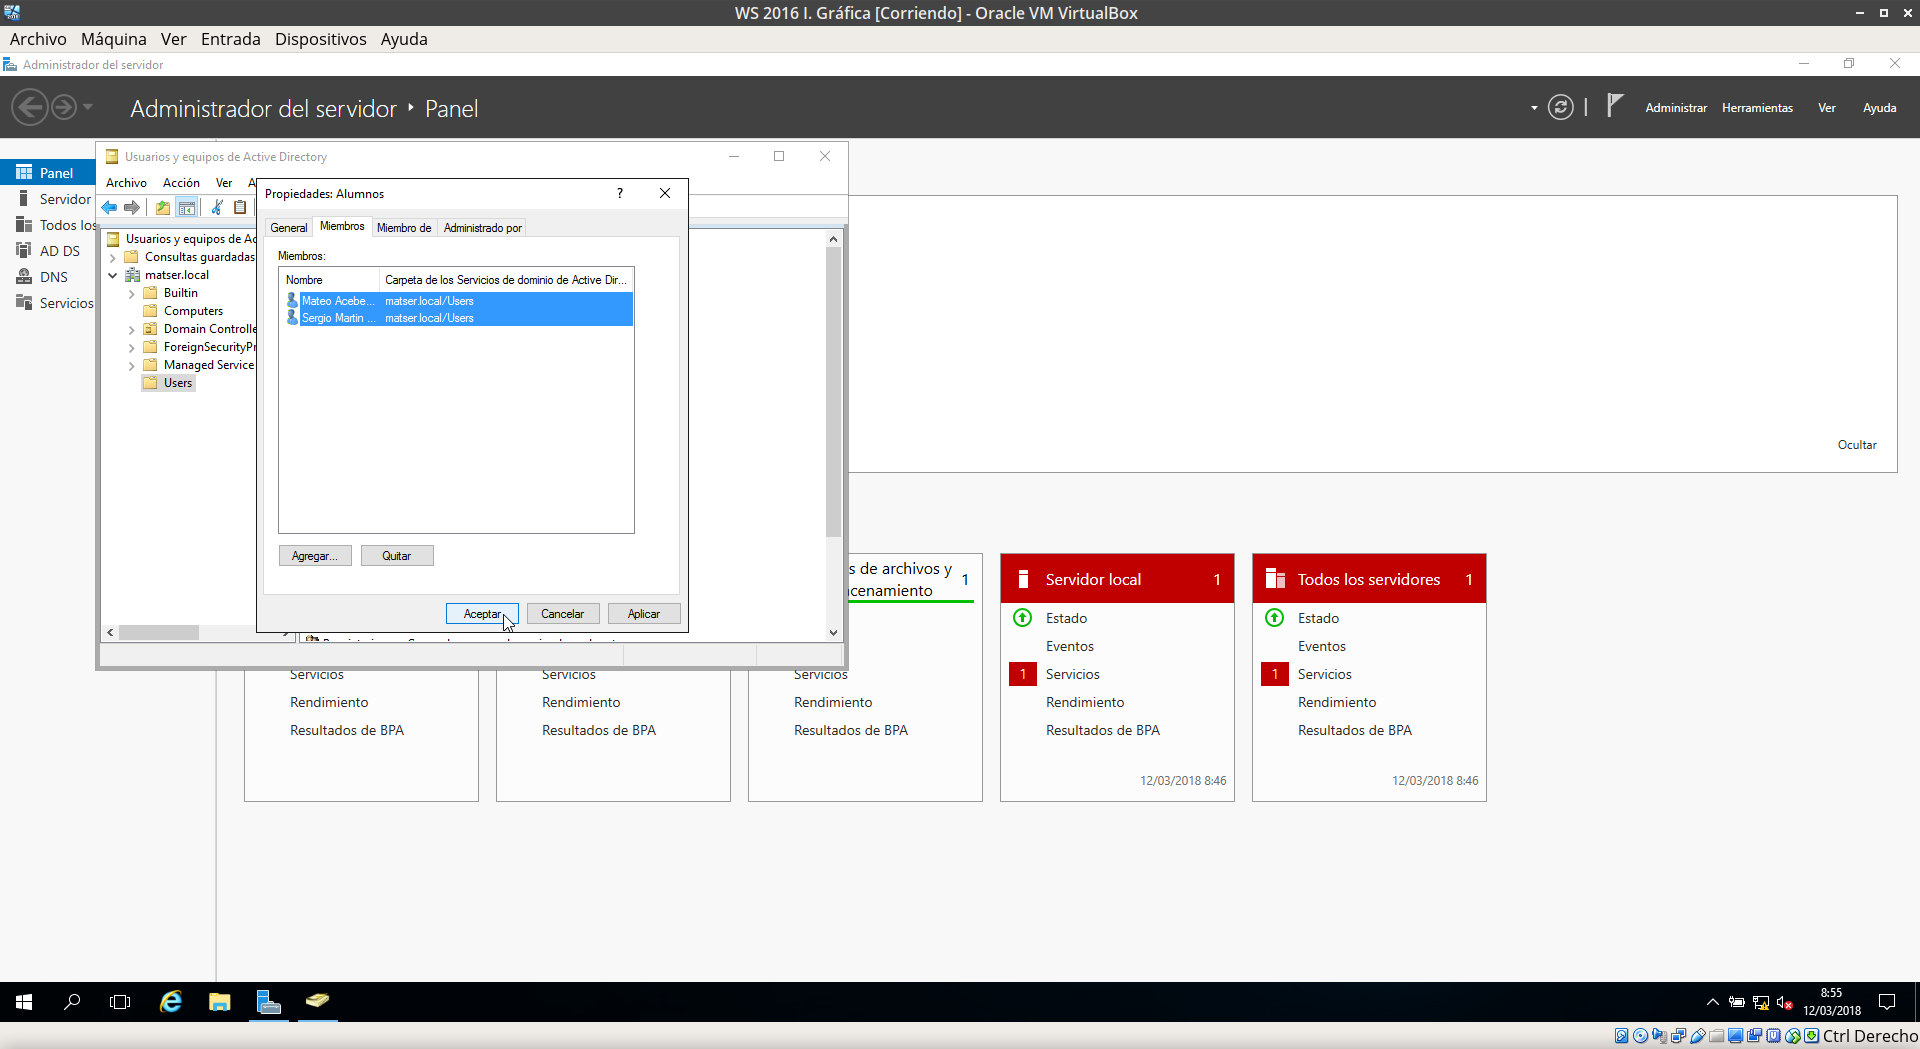 WS 2016 I. Gráfica [Corriendo] - Oracle VM VirtualBox
Archivo Máquina Ver Entrada Dispositivos Ayuda
Administrador del servidor
Administrador del servidor ‣ Panel
Administrar Herramientas Ver Ayuda
Panel
Servidor
Todos los
AD DS
DNS
Servicios
Usuarios y equipos de Active Directory
Archivo Acción Ver A
Usuarios y equipos de Ac
Consultas guardadas
matser.local
Builtin
Computers
Domain Controlle
ForeignSecurityPr
Managed Service
Users
Propiedades: Alumnos ?
General Miembros Miembro de Administrado por
Miembros:
Nombre Carpeta de los Servicios de dominio de Active Dir...
Mateo Acebe... matser.local/Users
Sergio Martin ... matser.local/Users
Agregar... Quitar
Aceptar Cancelar Aplicar
Ocultar
s de archivos y 1
cenamiento
Servidor local 1
Todos los servidores 1
Estado
Eventos
1 Servicios
Rendimiento
Resultados de BPA
12/03/2018 8:46
Estado
Eventos
1 Servicios
Rendimiento
Resultados de BPA
12/03/2018 8:46
Servicios
Rendimiento
Resultados de BPA
Servicios
Rendimiento
Resultados de BPA
Servicios
Rendimiento
Resultados de BPA
8:55
12/03/2018
Ctrl Derecho